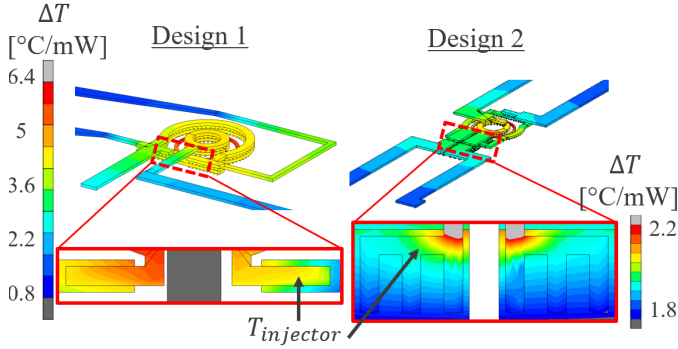 ΔT
[°C/mW]
Design 1
Design 2
6.4
5
3.6
2.2
0.8
ΔT
[°C/mW]
2.2
1.8
T_injector